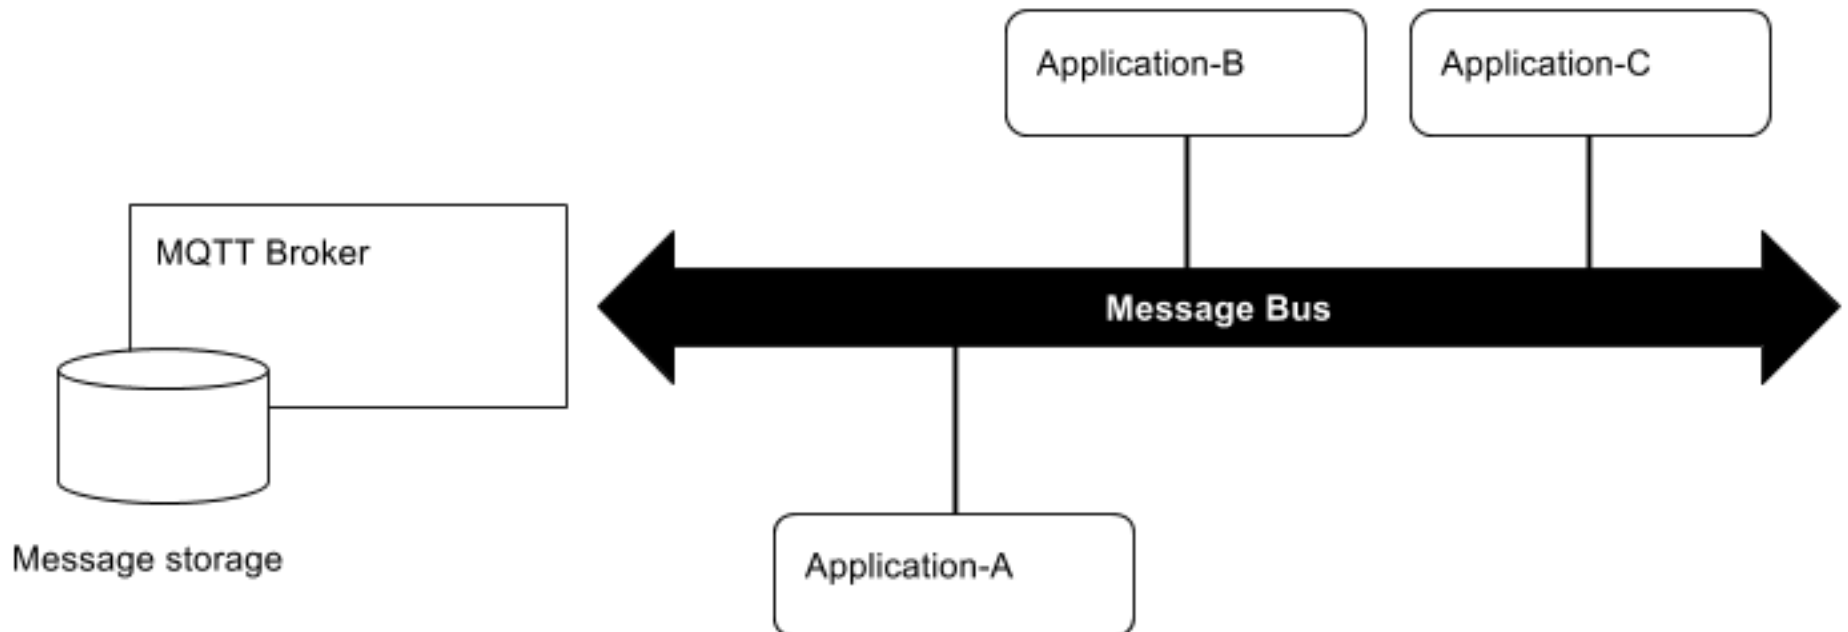 Application-B
Application-C
MQTT Broker
Message Bus
Message storage
Application-A